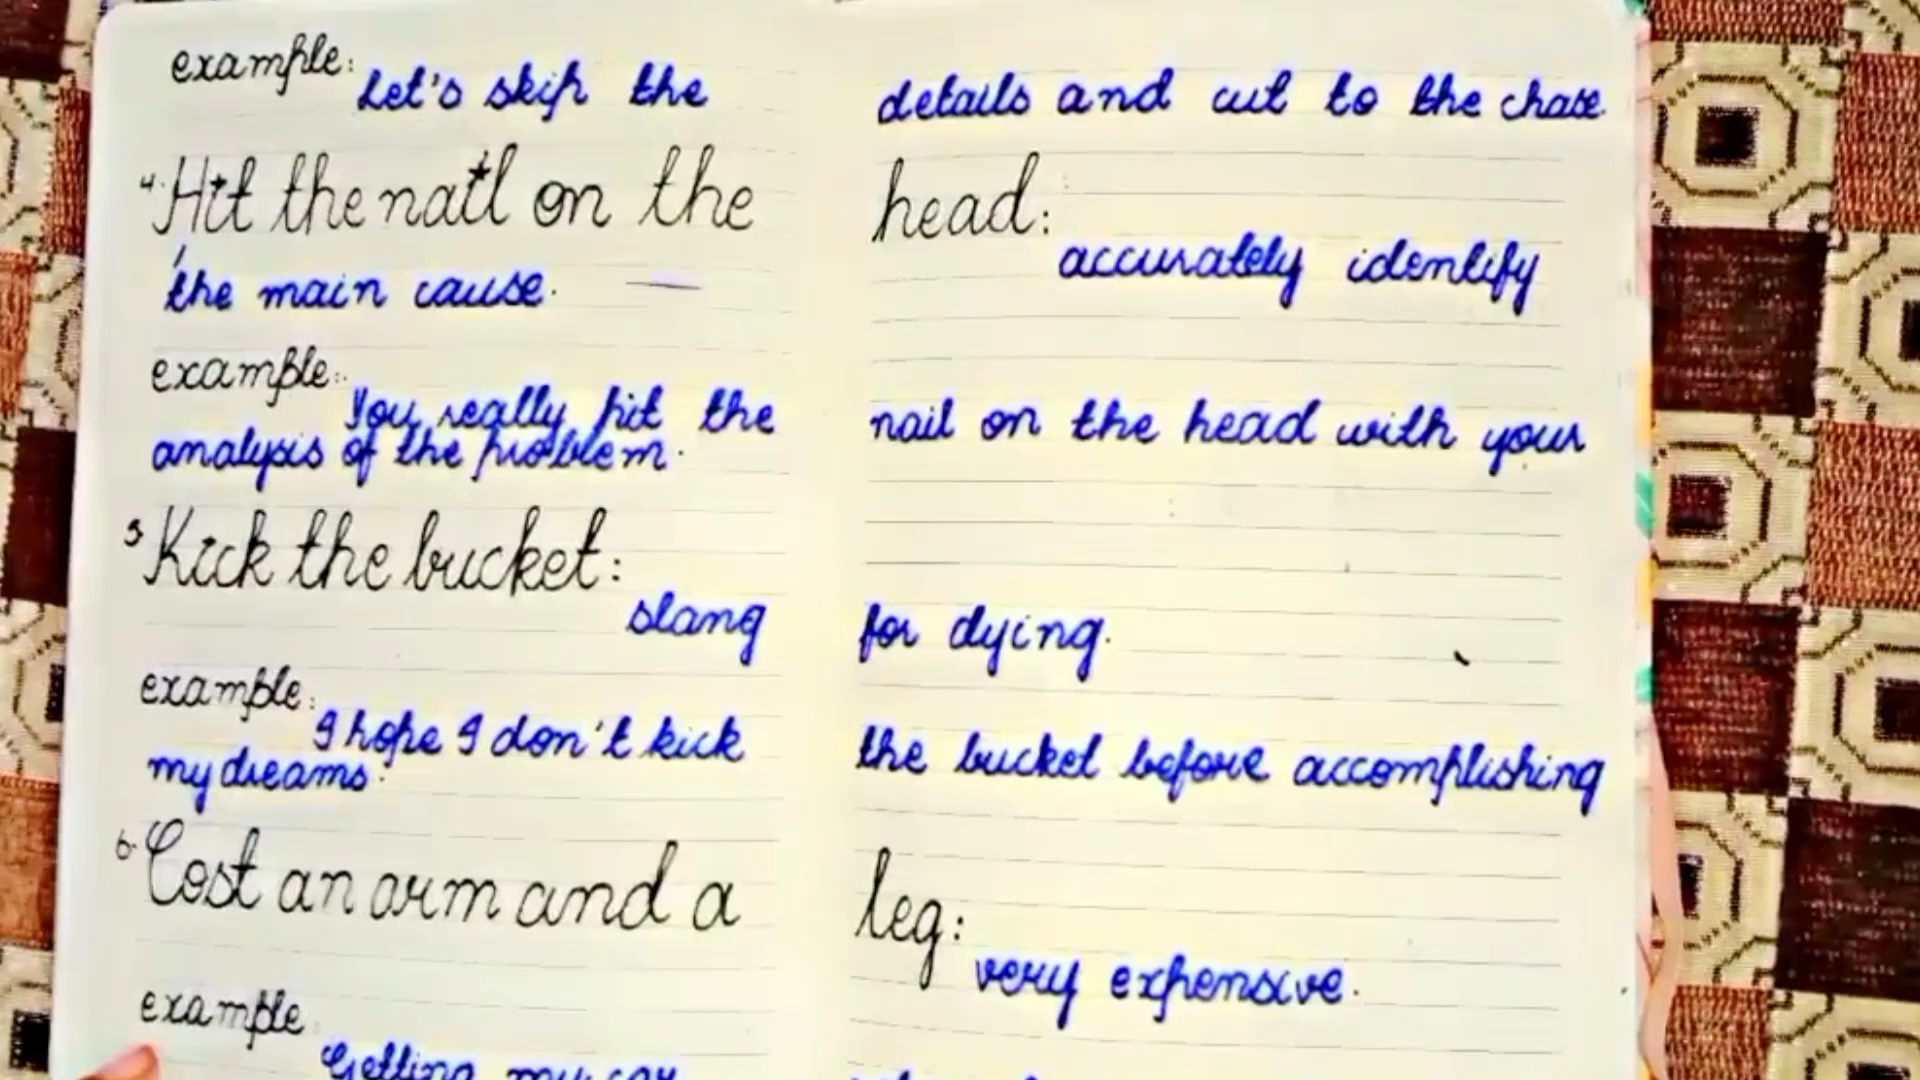 example: Let's skip the details and cut to the chase.
4. Hit the nail on the head: accurately identify
the main cause.
example: You really hit the nail on the head with your
analysis of the problem.
5 Kick the bucket: slang for dying.
example: I hope I don't kick the bucket before accomplishing
my dreams.
6. Cost an arm and a leg: very expensive.
example Getting my car